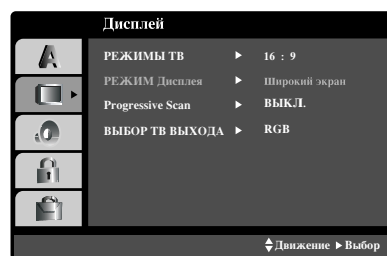 Дисплей
РЕЖИМЫ ТВ ▶ 16 : 9
РЕЖИМ Дисплея ▶ Широкий экран
Progressive Scan ▶ ВЫКЛ.
ВЫБОР ТВ ВЫХОДА ▶ RGB
Движение ▶ Выбор